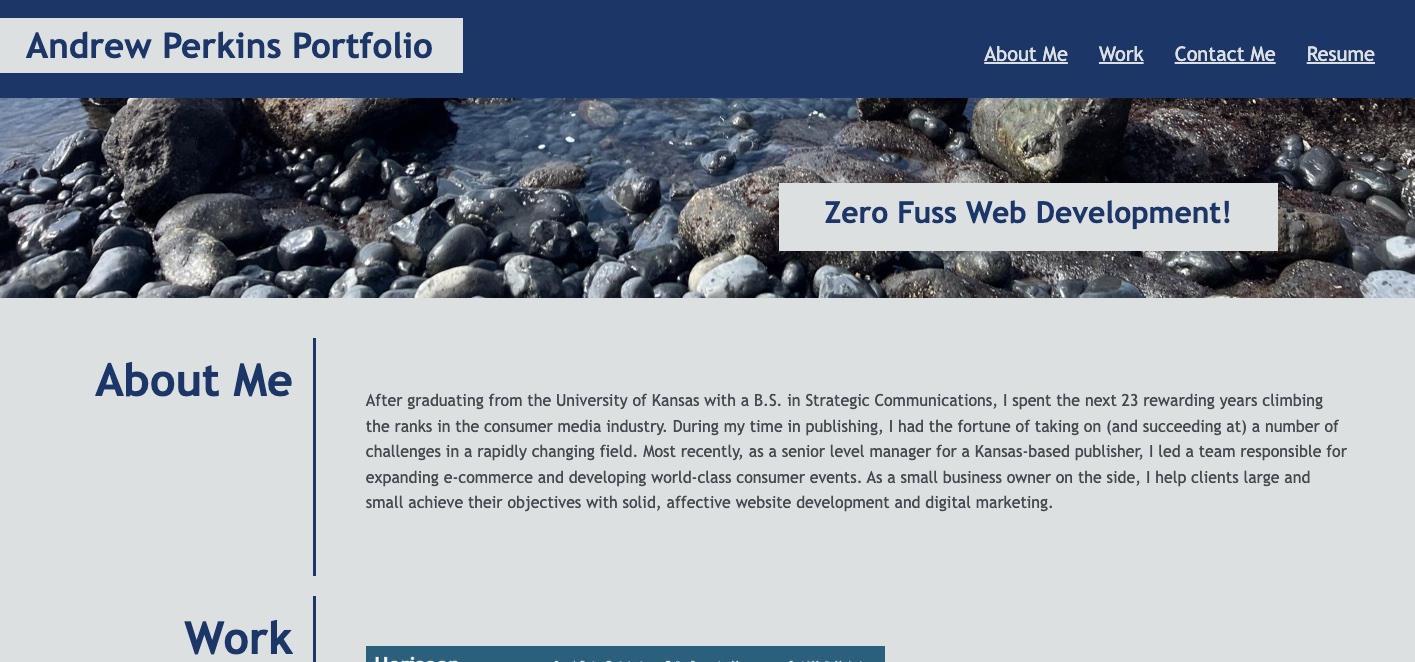 Andrew Perkins Portfolio
About Me Work Contact Me Resume
Zero Fuss Web Development!
About Me
After graduating from the University of Kansas with a B.S. in Strategic Communications, I spent the next 23 rewarding years climbing
the ranks in the consumer media industry. During my time in publishing, I had the fortune of taking on (and succeeding at) a number of
challenges in a rapidly changing field. Most recently, as a senior level manager for a Kansas-based publisher, I led a team responsible for
expanding e-commerce and developing world-class consumer events. As a small business owner on the side, I help clients large and
small achieve their objectives with solid, affective website development and digital marketing.
Work